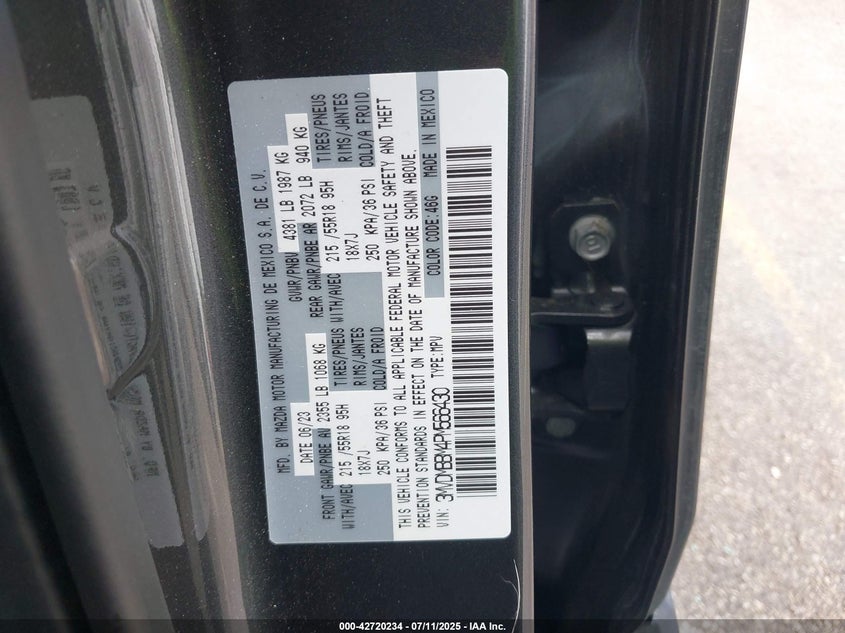 MFD. BY MAZDA MOTOR MANUFACTURING DE MEXICO S.A. DE C.V.
DATE 06/23 GVWR/PNBV 4381 LB 1987 KG
FRONT GAWR/PNBE AV 2355 LB 1068 KG REAR GAWR/PNBE AR 2072 LB 940 KG
WITH/AVEC 215 /55R18 95H TIRES/PNEUS WITH/AVEC 215 /55R18 95H TIRES/PNEUS
18X7J RIMS/JANTES 18X7J RIMS/JANTES
250 KPA/36 PSI COLD/A FROID 250 KPA/36 PSI COLD/A FROID
THIS VEHICLE CONFORMS TO ALL APPLICABLE FEDERAL MOTOR VEHICLE SAFETY AND THEFT
PREVENTION STANDARDS IN EFFECT ON THE DATE OF MANUFACTURE SHOWN ABOVE.
VIN: 3MVDMBBM4PM566430 TYPE:MPV COLOR CODE:46G MADE IN MEXICO
000-42720234 - 07/11/2025 - IAA Inc.